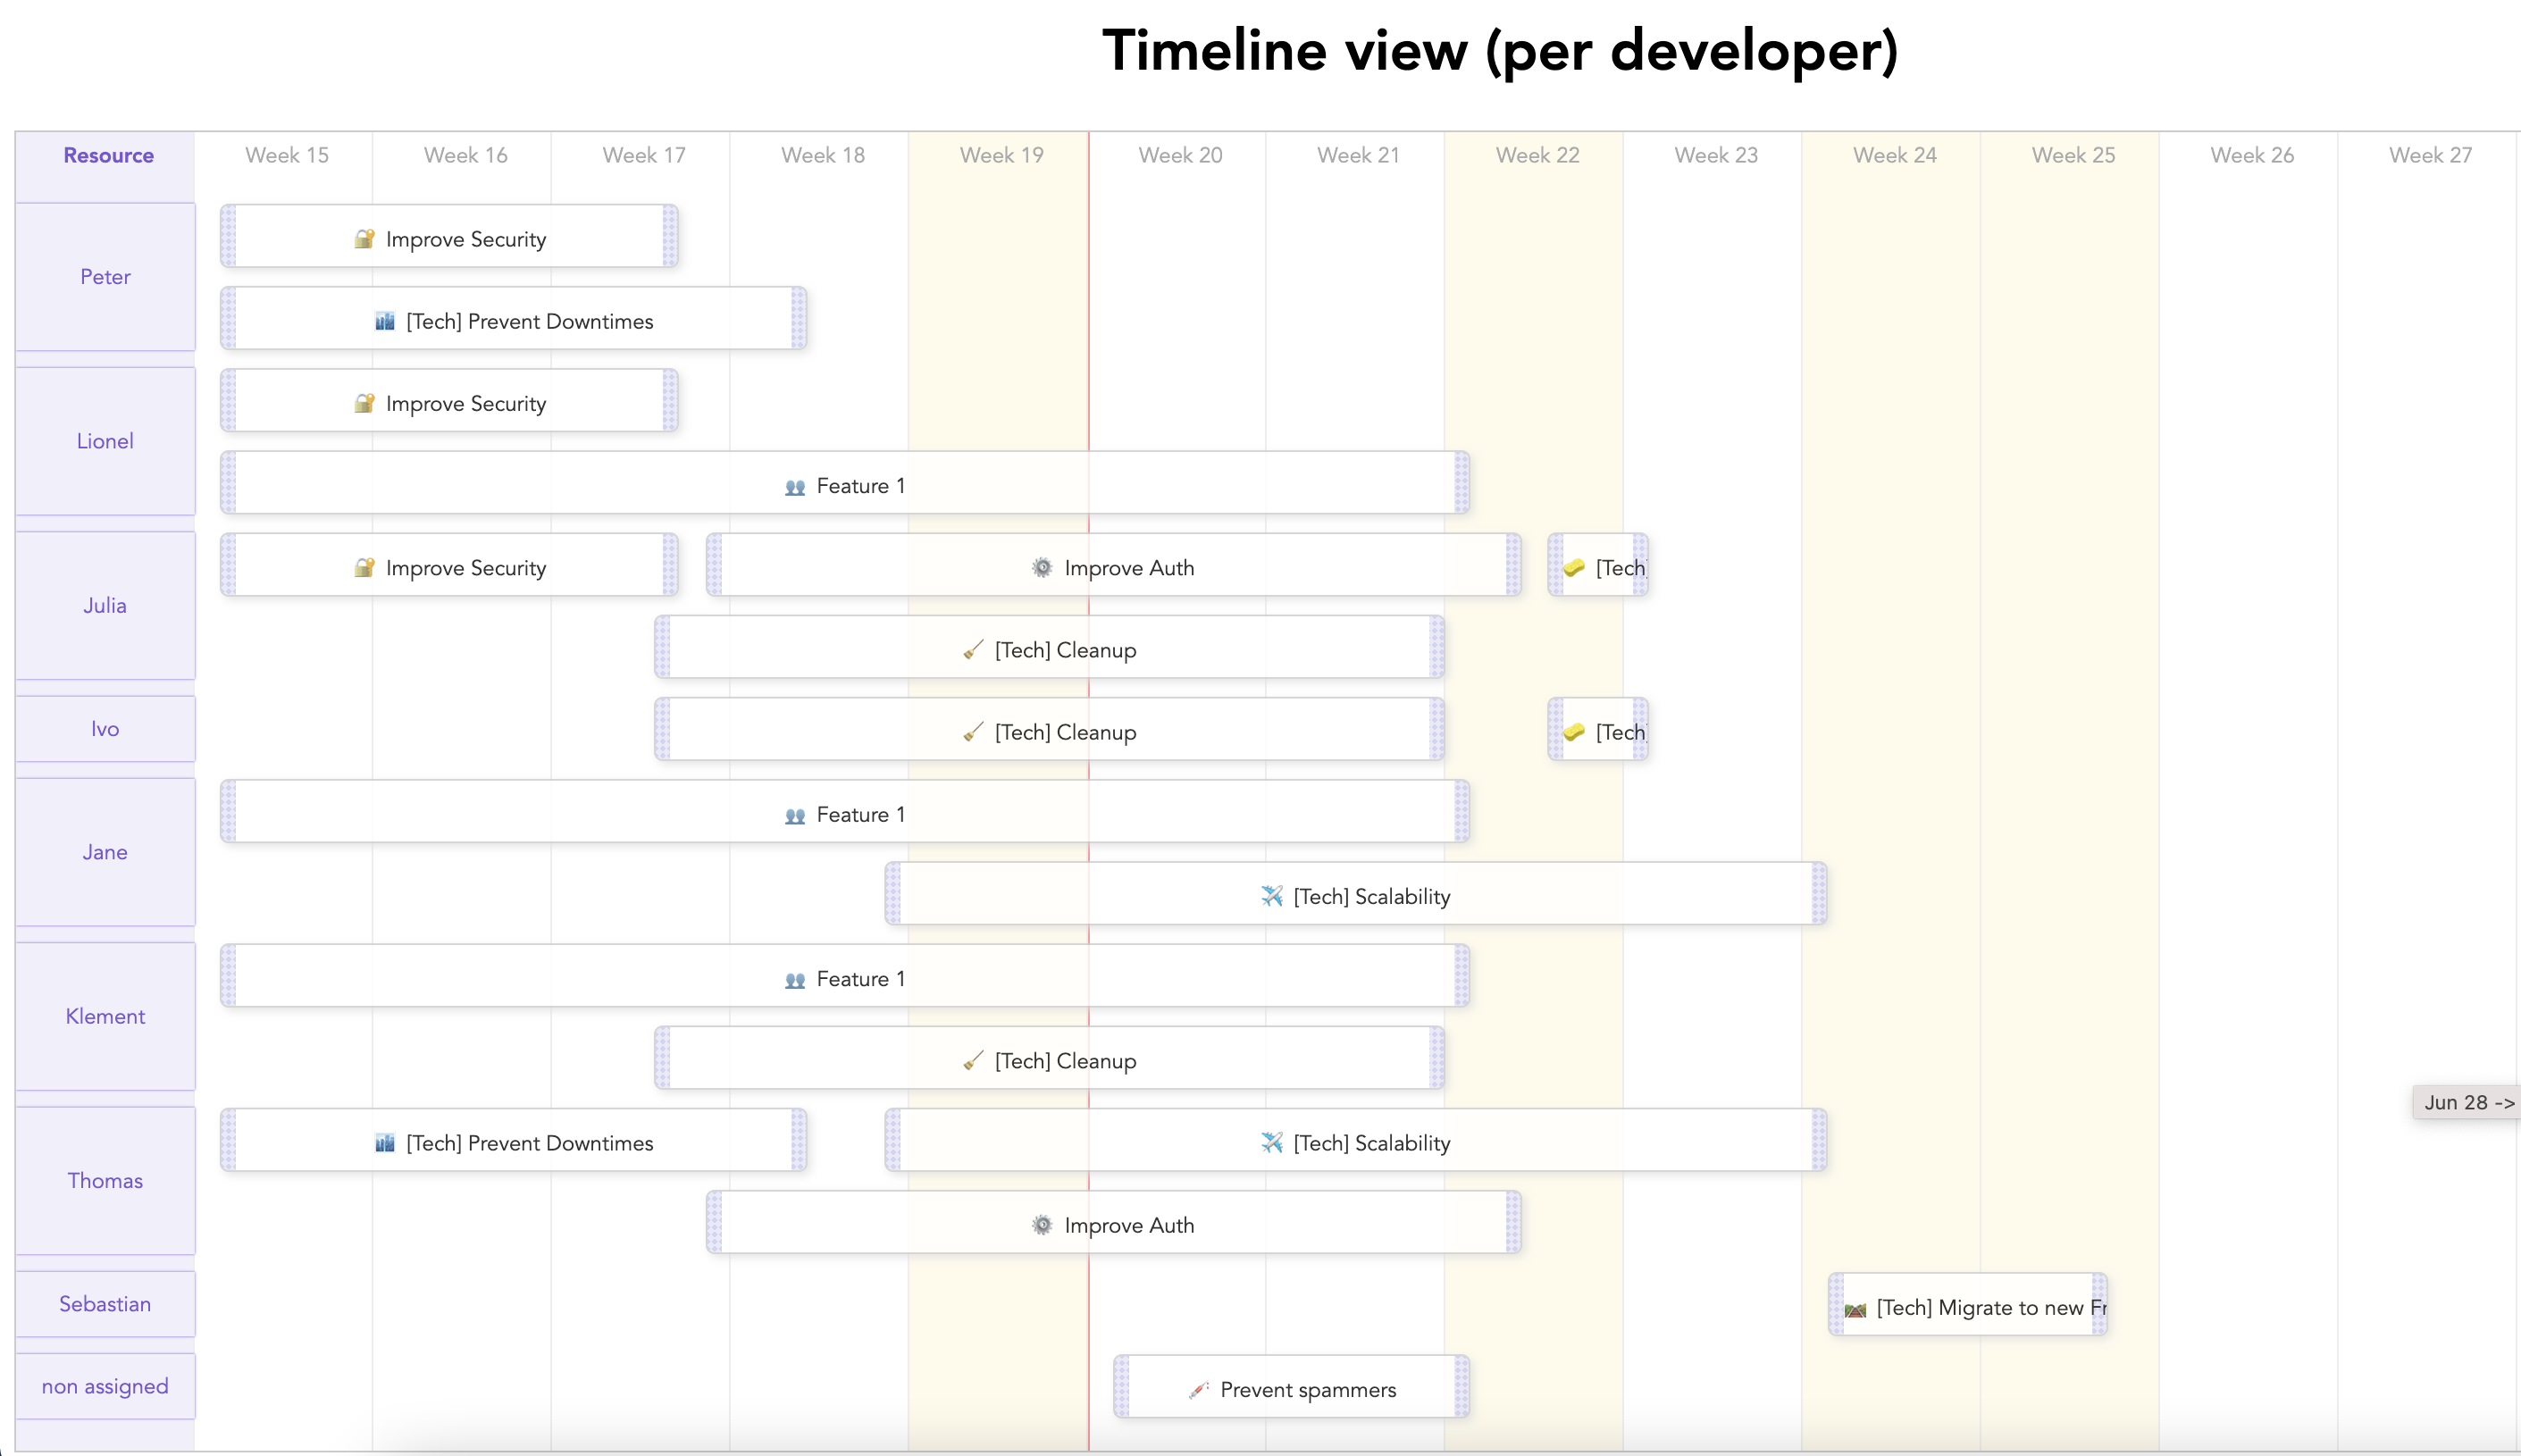 Timeline view (per developer)
Resource Week 15 Week 16 Week 17 Week 18 Week 19 Week 20 Week 21 Week 22 Week 23 Week 24 Week 25 Week 26 Week 27
Peter
Improve Security
[Tech] Prevent Downtimes
Lionel
Improve Security
Feature 1
Julia
Improve Security
Improve Auth
[Tech]
[Tech] Cleanup
Ivo
[Tech] Cleanup
[Tech]
Jane
Feature 1
[Tech] Scalability
Klement
Feature 1
[Tech] Cleanup
Jun 28 ->
Thomas
[Tech] Prevent Downtimes
[Tech] Scalability
Improve Auth
Sebastian
[Tech] Migrate to new Fr
non assigned
Prevent spammers